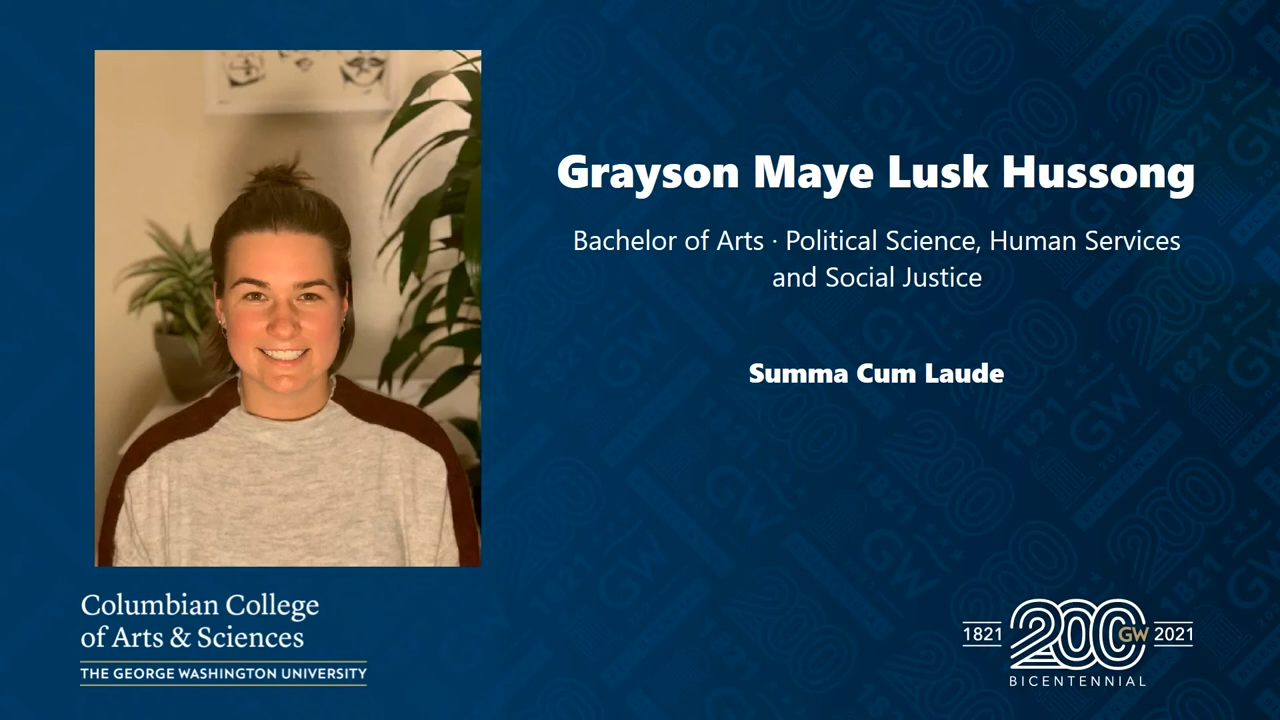 Grayson Maye Lusk Hussong
Bachelor of Arts · Political Science, Human Services
and Social Justice
Summa Cum Laude
Columbian College
of Arts & Sciences
THE GEORGE WASHINGTON UNIVERSITY
1821 200 GW 2021
BICENTENNIAL